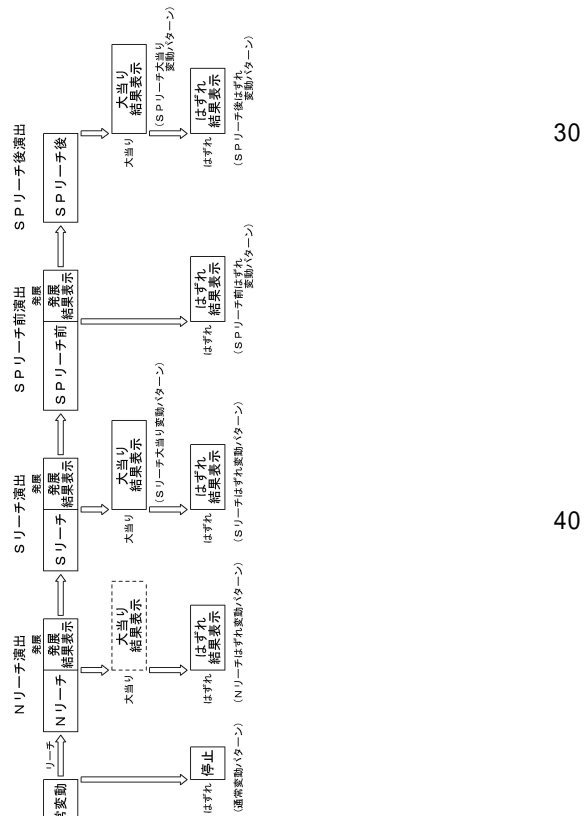 Nリーチ演出
Sリーチ演出
SPリーチ前演出
SPリーチ後演出
常変動
リーチ
Nリーチ
発展
発展
結果表示
Sリーチ
発展
発展
結果表示
SPリーチ前
発展
発展
結果表示
SPリーチ後
大当り
大当り
結果表示
大当り
大当り
結果表示
(Sリーチ大当り変動パターン)
大当り
大当り
結果表示
(SPリーチ大当り
変動パターン)
はずれ
停止
(通常変動パターン)
はずれ
はずれ
結果表示
(Nリーチはずれ変動パターン)
はずれ
はずれ
結果表示
(Sリーチはずれ変動パターン)
はずれ
はずれ
結果表示
(SPリーチ前はずれ
変動パターン)
はずれ
はずれ
結果表示
(SPリーチ後はずれ
変動パターン)
30
40